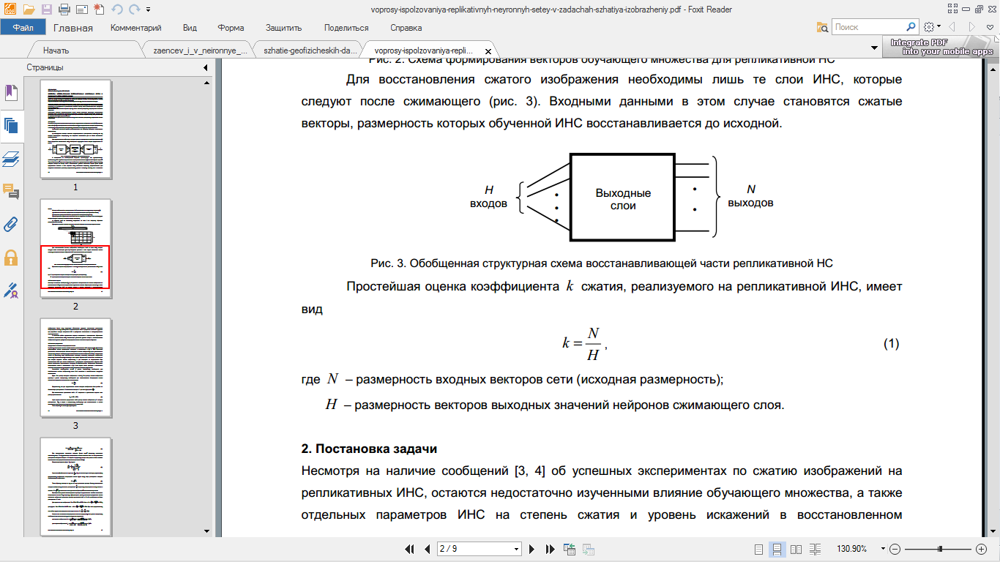 voprosy-ispolzovaniya-replikativnyh-neyronnyh-setey-v-zadachah-szhatiya-izobrazheniy.pdf - Foxit Reader
Файл Главная Комментарий Вид Форма Защитить Поделиться Справка Поиск
Начать zaencev_i_v_neironnye_... szhatie-geofizicheskih-da... voprosy-ispolzovaniya-repli... Integrate PDF
into your mobile apps
Страницы
1
2
3
Рис. 2. Схема формирования векторов обучающего множества для репликативной НС
Для восстановления сжатого изображения необходимы лишь те слои ИНС, которые
следуют после сжимающего (рис. 3). Входными данными в этом случае становятся сжатые
векторы, размерность которых обученной ИНС восстанавливается до исходной.
H
входов
Выходные
слои
N
выходов
Рис. 3. Обобщенная структурная схема восстанавливающей части репликативной НС
Простейшая оценка коэффициента k сжатия, реализуемого на репликативной ИНС, имеет
вид
k = N/H , (1)
где N – размерность входных векторов сети (исходная размерность);
H – размерность векторов выходных значений нейронов сжимающего слоя.
2. Постановка задачи
Несмотря на наличие сообщений [3, 4] об успешных экспериментах по сжатию изображений на
репликативных ИНС, остаются недостаточно изученными влияние обучающего множества, а также
отдельных параметров ИНС на степень сжатия и уровень искажений в восстановленном
2 / 9 130.90%